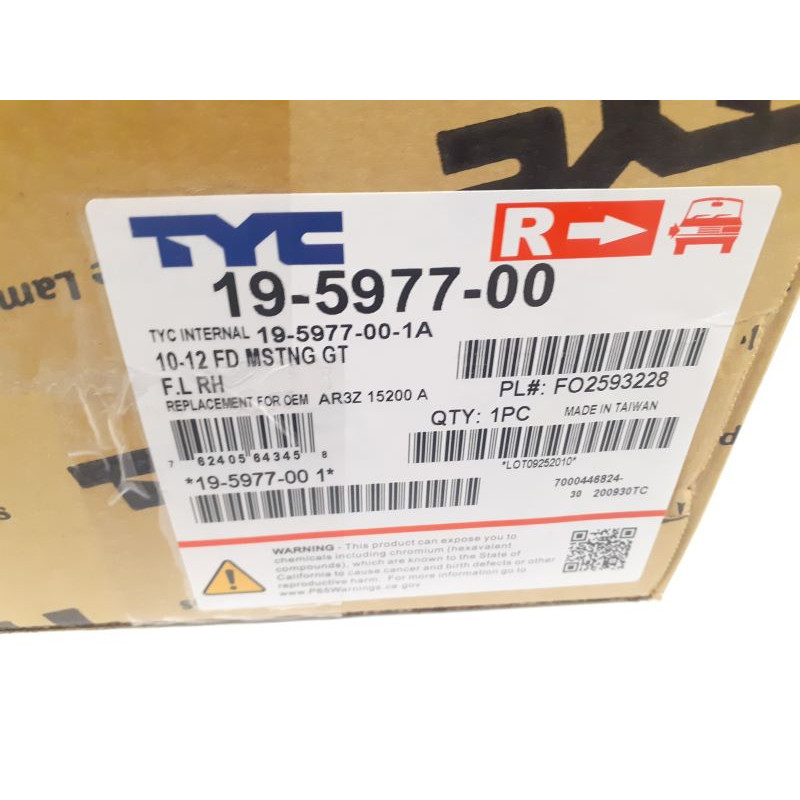 TYC
R
19-5977-00
TYC INTERNAL 19-5977-00-1A
10-12 FD MSTNG GT
F.L RH
REPLACEMENT FOR OEM AR3Z 15200 A
PL#: FO2593228
QTY: 1PC MADE IN TAIWAN
7 62405 64345 8
*LOT09252010*
*19-5977-00 1*
7000446824-
30 200930TC
WARNING - This product can expose you to
chemicals including chromium (hexavalent
compounds), which are known to the State of
California to cause cancer and birth defects or other
reproductive harm. For more information go to
www.P65Warnings.ca.gov